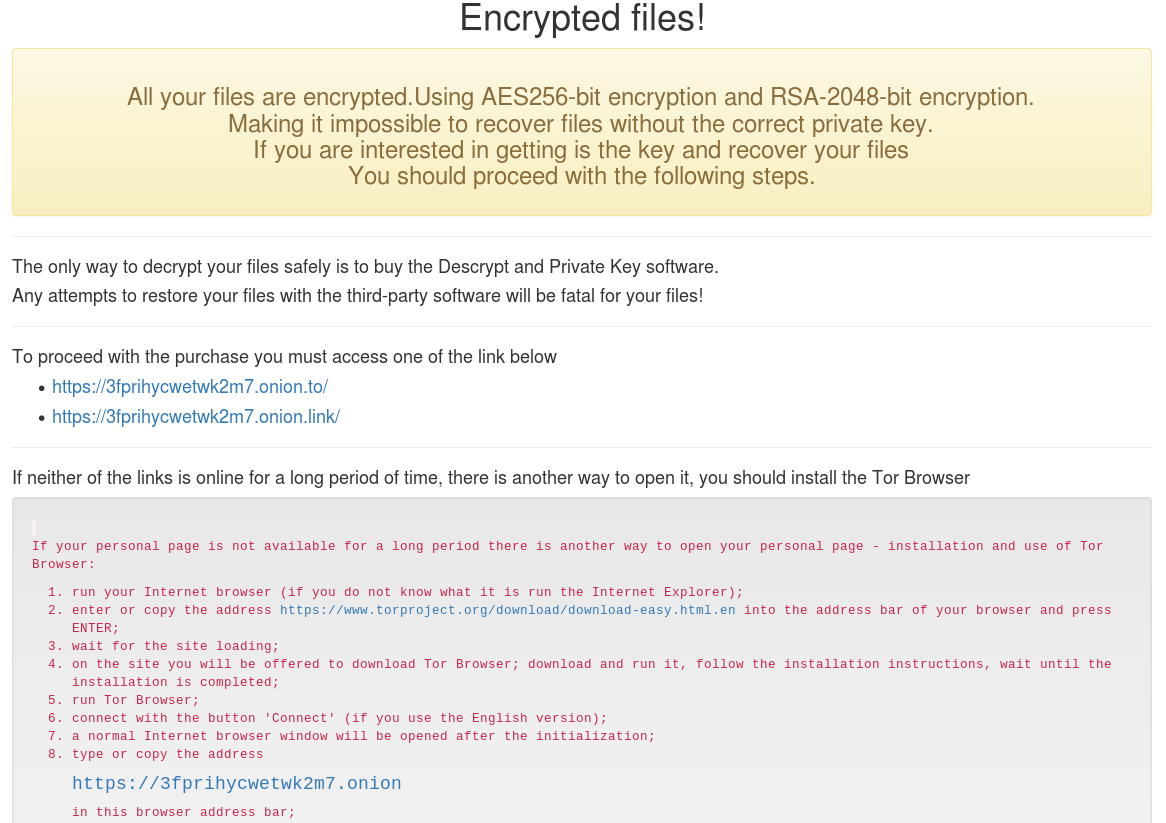 Encrypted files!
All your files are encrypted.Using AES256-bit encryption and RSA-2048-bit encryption.
Making it impossible to recover files without the correct private key.
If you are interested in getting is the key and recover your files
You should proceed with the following steps.
The only way to decrypt your files safely is to buy the Descrypt and Private Key software.
Any attempts to restore your files with the third-party software will be fatal for your files!
To proceed with the purchase you must access one of the link below
• https://3fprihycwetwk2m7.onion.to/
• https://3fprihycwetwk2m7.onion.link/
If neither of the links is online for a long period of time, there is another way to open it, you should install the Tor Browser
If your personal page is not available for a long period there is another way to open your personal page - installation and use of Tor
Browser:
1. run your Internet browser (if you do not know what it is run the Internet Explorer);
2. enter or copy the address https://www.torproject.org/download/download-easy.html.en into the address bar of your browser and press
ENTER;
3. wait for the site loading;
4. on the site you will be offered to download Tor Browser; download and run it, follow the installation instructions, wait until the
installation is completed;
5. run Tor Browser;
6. connect with the button 'Connect' (if you use the English version);
7. a normal Internet browser window will be opened after the initialization;
8. type or copy the address
https://3fprihycwetwk2m7.onion
in this browser address bar;